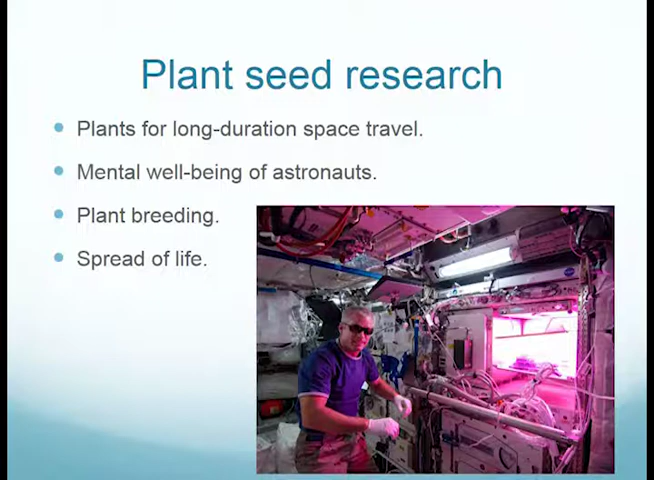 Plant seed research
Plants for long-duration space travel.
Mental well-being of astronauts.
Plant breeding.
Spread of life.